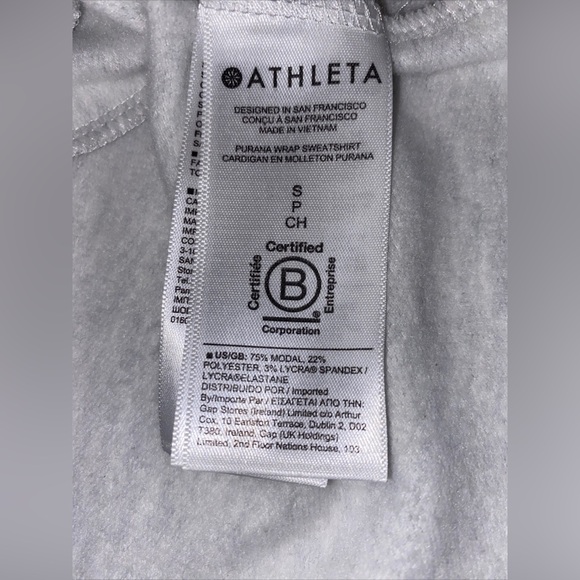 ATHLETA
DESIGNED IN SAN FRANCISCO
CONÇU À SAN FRANCISCO
MADE IN VIETNAM
PURANA WRAP SWEATSHIRT
CARDIGAN EN MOLLETON PURANA
S
P
CH
Certified
Certifiée
B
Entreprise
®
Corporation
■ US/GB: 75% MODAL, 22%
POLYESTER, 3% LYCRA® SPANDEX /
LYCRA®ELASTANE
DISTRIBUIDO POR / Imported
By/Importe Par / ΕΙΣΑΓΕΤΑΙ ΑΠΟ ΤΗΝ:
Gap Stores (Ireland) Limited c/o Arthur
Cox, 10 Earlsfort Terrace, Dublin 2, D02
T380, Ireland, Gap (UK Holdings)
Limited, 2nd Floor Nations House, 103